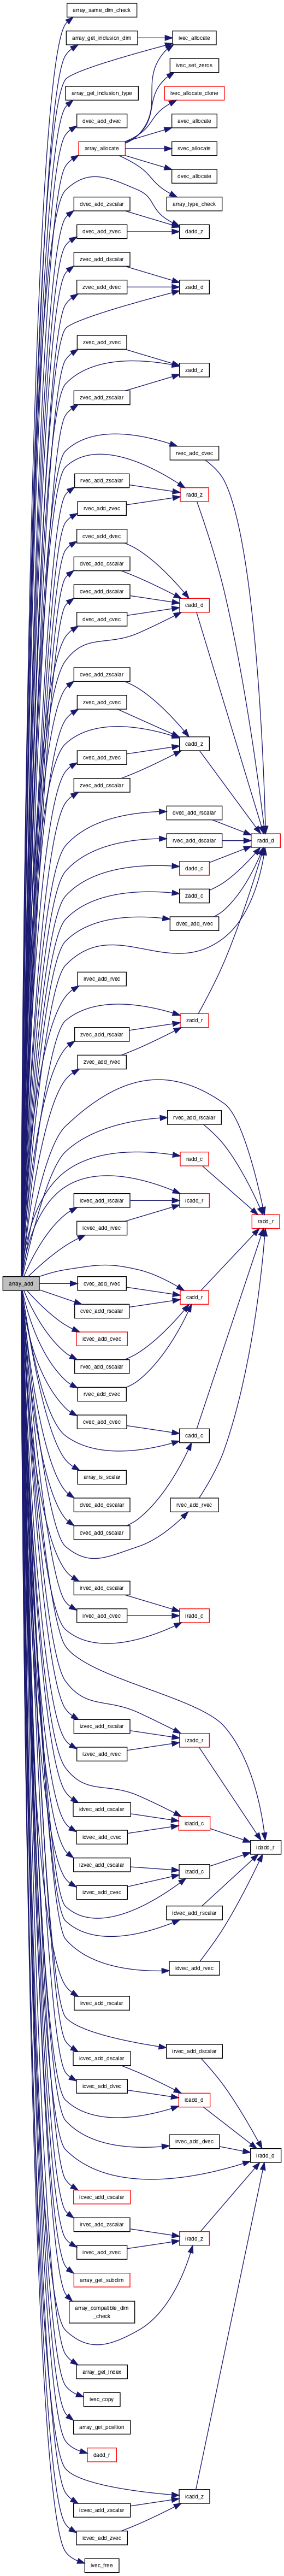 array_same_dim_check
array_get_inclusion_dim
ivec_allocate
ivec_set_zeros
array_get_inclusion_type
ivec_allocate_clone
dvec_add_dvec
avec_allocate
array_allocate
svec_allocate
dvec_allocate
dvec_add_zscalar
array_type_check
dvec_add_zvec
dadd_z
zvec_add_dscalar
zvec_add_dvec
zadd_d
zvec_add_zvec
zadd_z
zvec_add_zscalar
rvec_add_dvec
rvec_add_zscalar
radd_z
rvec_add_zvec
cvec_add_dvec
dvec_add_cscalar
cvec_add_dscalar
cadd_d
dvec_add_cvec
cvec_add_zscalar
zvec_add_cvec
cadd_z
cvec_add_zvec
zvec_add_cscalar
dvec_add_rscalar
rvec_add_dscalar
radd_d
dadd_c
zadd_c
dvec_add_rvec
irvec_add_rvec
zadd_r
zvec_add_rscalar
zvec_add_rvec
rvec_add_rscalar
radd_c
icvec_add_rscalar
icadd_r
radd_r
icvec_add_rvec
array_add
cvec_add_rvec
cadd_r
cvec_add_rscalar
icvec_add_cvec
rvec_add_cscalar
rvec_add_cvec
cvec_add_cvec
cadd_c
array_is_scalar
dvec_add_dscalar
rvec_add_rvec
cvec_add_cscalar
irvec_add_cscalar
irvec_add_cvec
iradd_c
izvec_add_rscalar
izadd_r
izvec_add_rvec
idvec_add_cscalar
idadd_c
idvec_add_cvec
idadd_r
izvec_add_cscalar
izadd_c
izvec_add_cvec
idvec_add_rscalar
idvec_add_rvec
irvec_add_rscalar
irvec_add_dscalar
icvec_add_dscalar
icvec_add_dvec
icadd_d
irvec_add_dvec
iradd_d
icvec_add_cscalar
irvec_add_zscalar
iradd_z
irvec_add_zvec
array_get_subdim
array_compatible_dim
_check
array_get_index
ivec_copy
array_get_position
dadd_r
icadd_z
icvec_add_zscalar
icvec_add_zvec
ivec_free